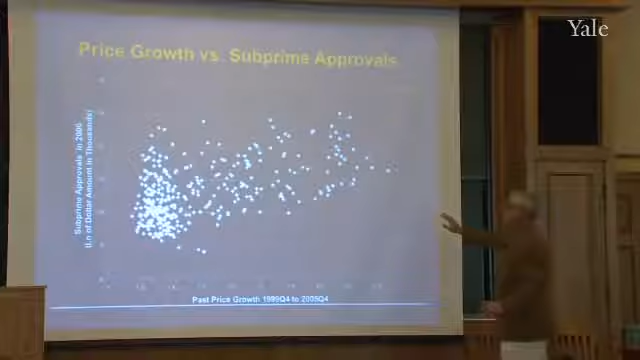 Yale
Price Growth vs. Subprime Approvals
Subprime Approvals in 2006
(Ln of Dollar Amount in Thousands)
Past Price Growth 1999Q4 to 2005Q4